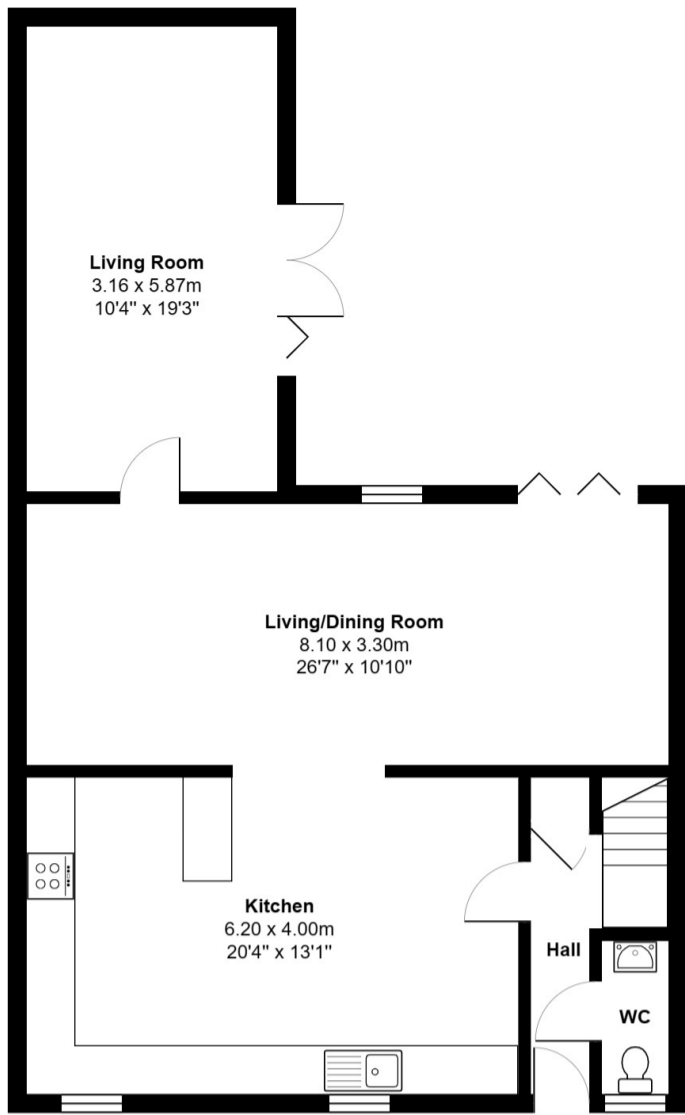 Living Room
3.16 x 5.87m
10'4" x 19'3"
Living/Dining Room
8.10 x 3.30m
26'7" x 10'10"
Kitchen
6.20 x 4.00m
20'4" x 13'1"
Hall
WC